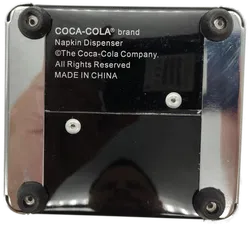 COCA-COLA® brand
Napkin Dispenser
©The Coca-Cola Company.
All Rights Reserved
MADE IN CHINA